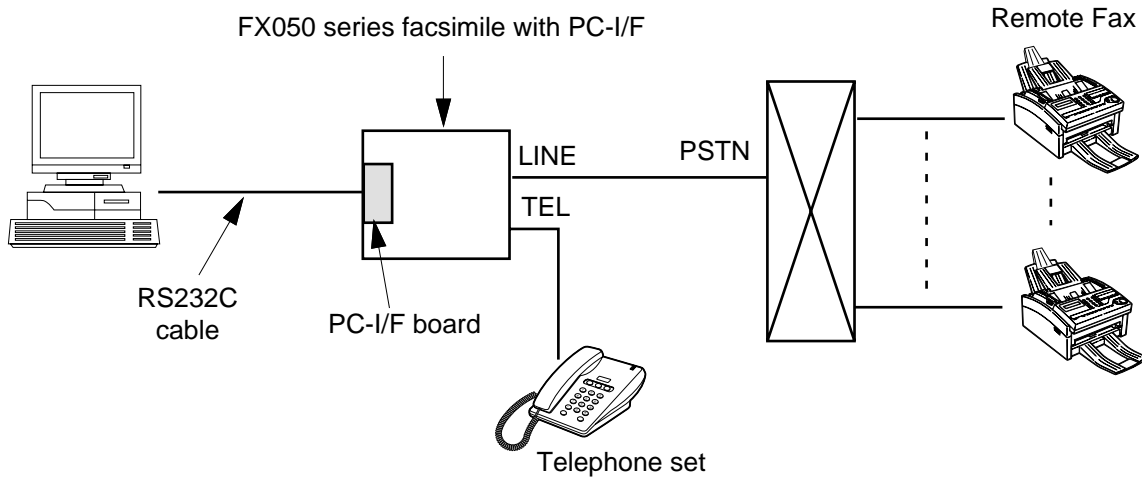 Remote Fax
FX050 series facsimile with PC-I/F
LINE
PSTN
TEL
RS232C
cable
PC-I/F board
Telephone set